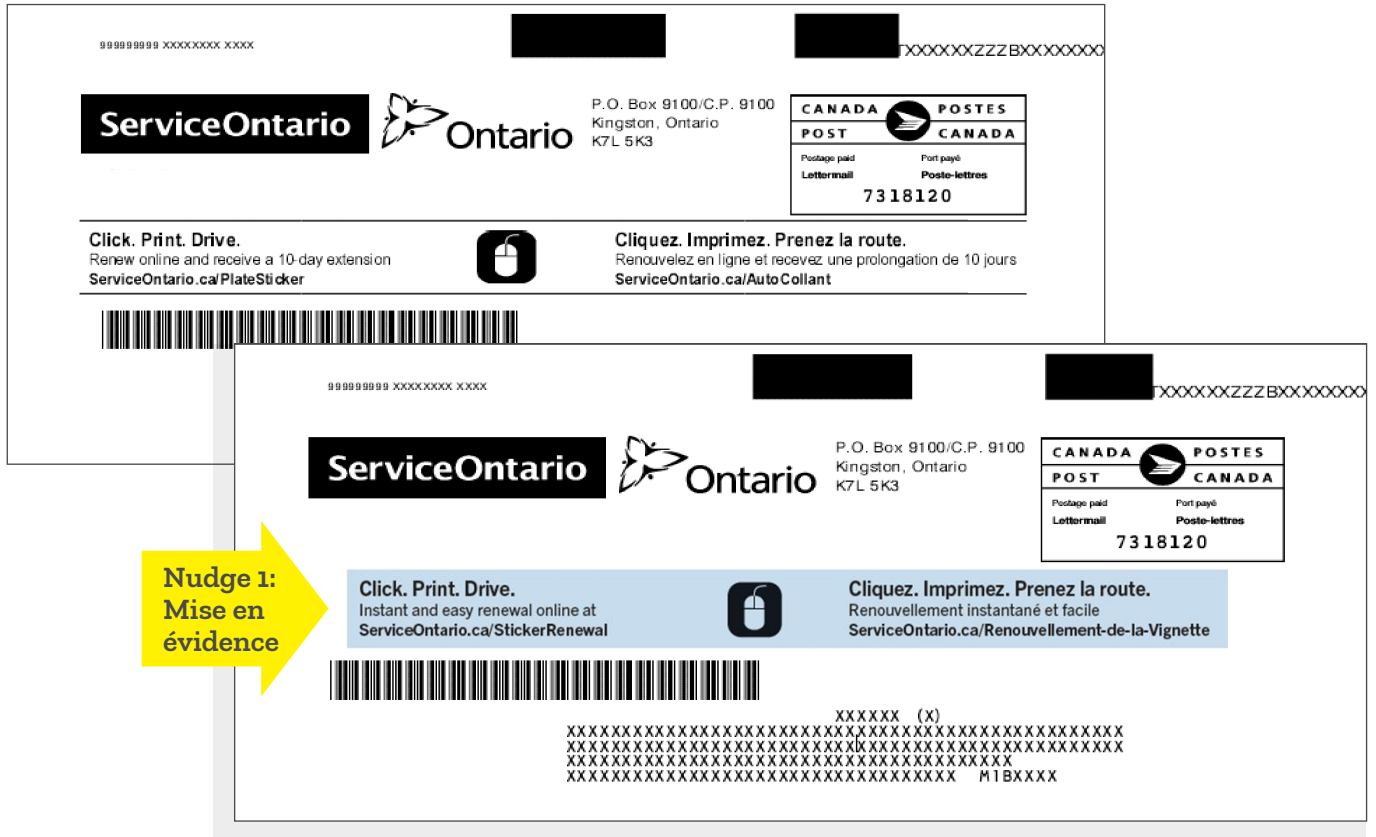 999999999 XXXXXXXX XXXX
TXXXXXXZZZBXXXXXXXX
ServiceOntario
Ontario
P.O. Box 9100/C.P. 9100
Kingston, Ontario
K7L 5K3
CANADA POSTES
POST CANADA
Postage paid Port payé
Lettermail Poste-lettres
7318120
Click. Print. Drive.
Renew online and receive a 10-day extension
ServiceOntario.ca/PlateSticker
Cliquez. Imprimez. Prenez la route.
Renouvelez en ligne et recevez une prolongation de 10 jours
ServiceOntario.ca/AutoCollant
999999999 XXXXXXXX XXXX
TXXXXXXZZZBXXXXXXXX
ServiceOntario
Ontario
P.O. Box 9100/C.P. 9100
Kingston, Ontario
K7L 5K3
CANADA POSTES
POST CANADA
Postage paid Port payé
Lettermail Poste-lettres
7318120
Nudge 1:
Mise en
évidence
Click. Print. Drive.
Instant and easy renewal online at
ServiceOntario.ca/StickerRenewal
Cliquez. Imprimez. Prenez la route.
Renouvellement instantané et facile
ServiceOntario.ca/Renouvellement-de-la-Vignette
XXXXXX (X)
XXXXXXXXXXXXXXXXXXXXXXXXXXXXXXXXXXXXXXXXXXXXXXXXXX
XXXXXXXXXXXXXXXXXXXXXXXXXXXXXXXXXXXXXXXXXXXXXXXXXX
XXXXXXXXXXXXXXXXXXXXXXXXXXXXXXXXXXXXXXXX
XXXXXXXXXXXXXXXXXXXXXXXXXXXXXXXXXXX M1BXXXX